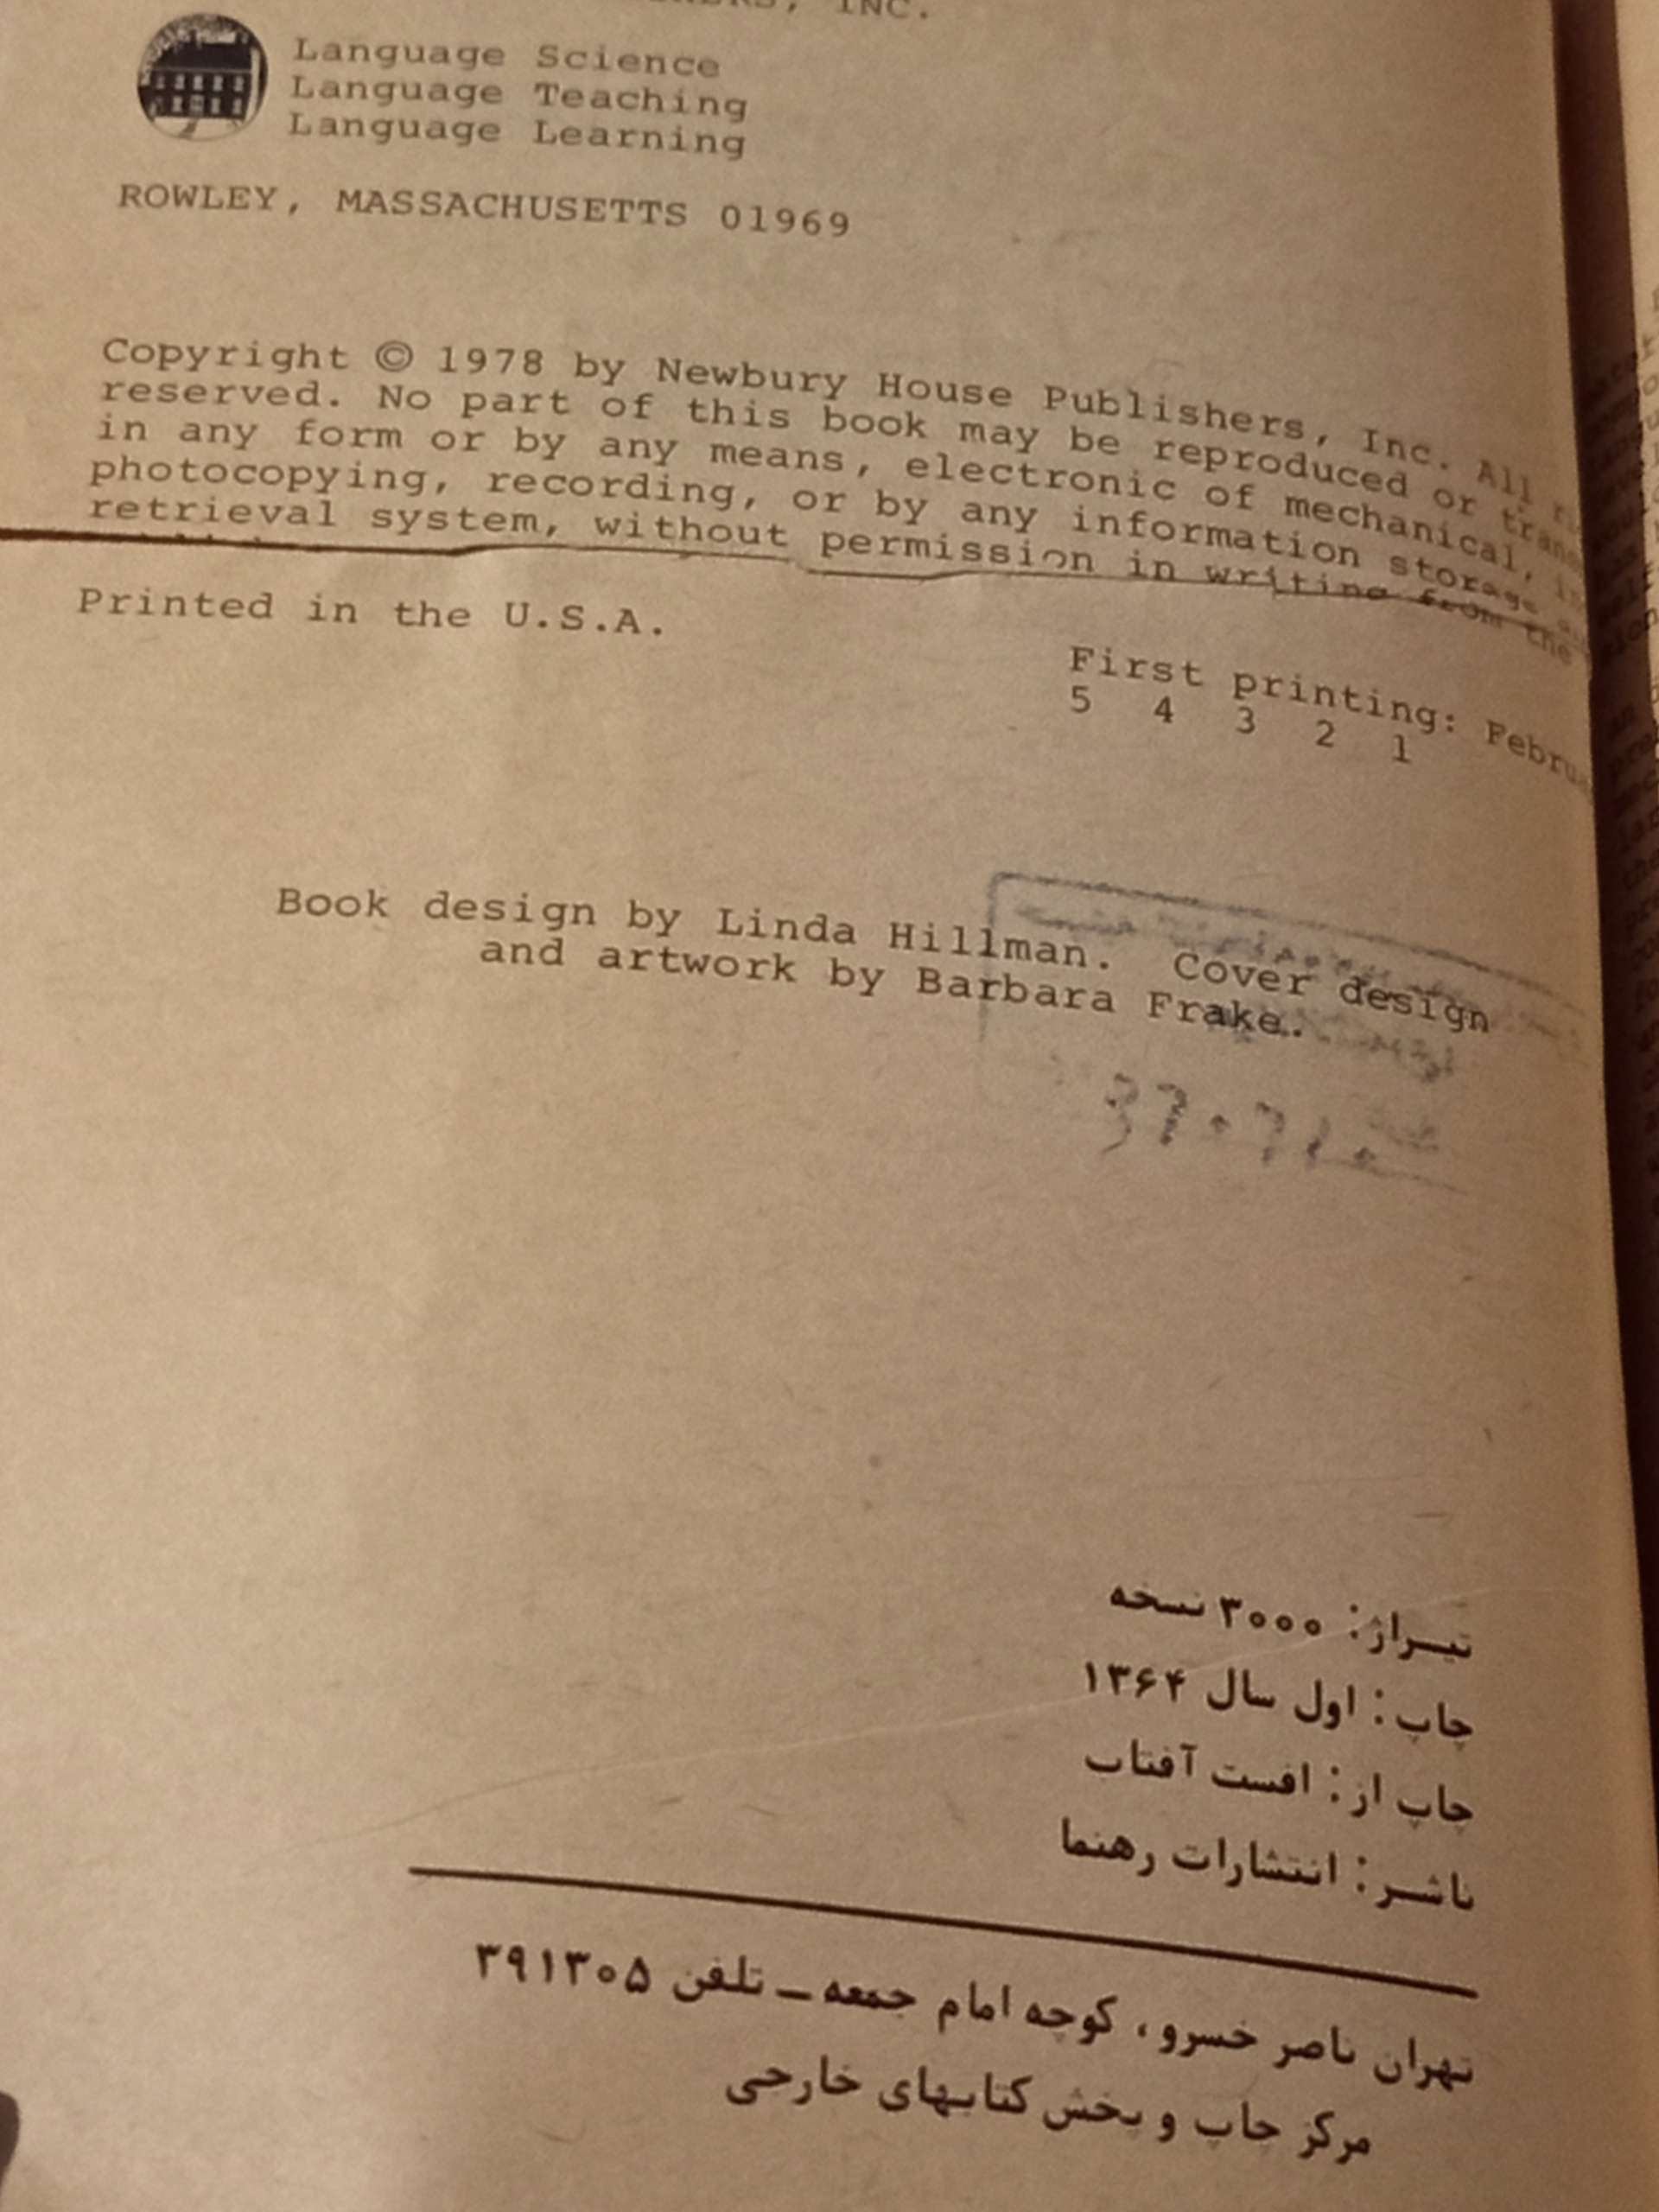 INC.
Language Science
Language Teaching
Language Learning
ROWLEY, MASSACHUSETTS 01969
Copyright © 1978 by Newbury House Publishers, Inc. All
reserved. No part of this book may be reproduced or
in any form or by any means, electronic of mechanical,
photocopying, recording, or by any information storage
retrieval system, without permission in writing from the
Printed in the U.S.A.
First printing:
5 4 3 2 1
Book design by Linda Hillman. Cover design
and artwork by Barbara Frake.
تیراژ: ۳۰۰۰ نسخه
چاپ: اول سال ۱۳۶۴
چاپ از: افست آفتاب
ناشر: انتشارات رهنما
تهران ناصر خسرو، کوچه امام جمعه ــ تلفن ۳۹۱۳۰۵
مرکز چاپ و پخش کتابهای خارجی